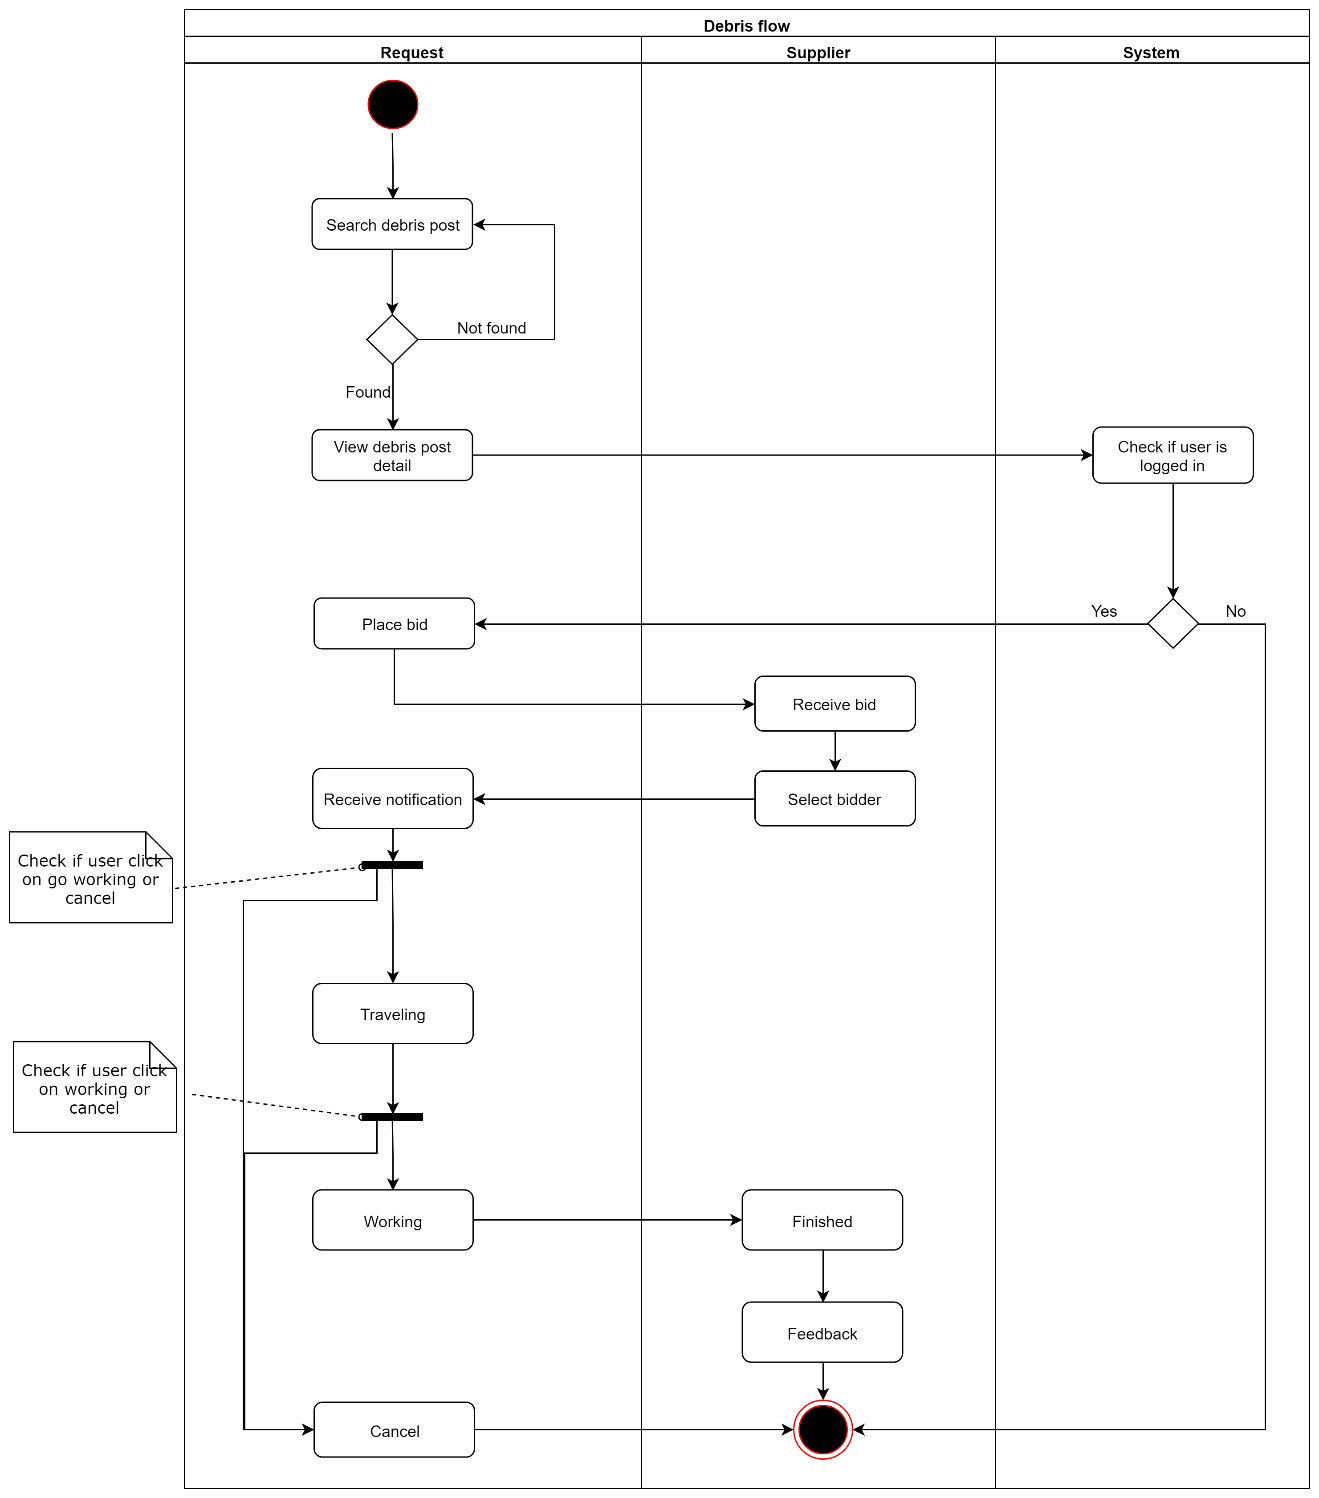 Debris flow
Request
Supplier
System
Search debris post
Not found
Found
View debris post
detail
Check if user is
logged in
Yes
No
Place bid
Receive bid
Receive notification
Select bidder
Check if user click
on go working or
cancel
Traveling
Check if user click
on working or
cancel
Working
Finished
Feedback
Cancel